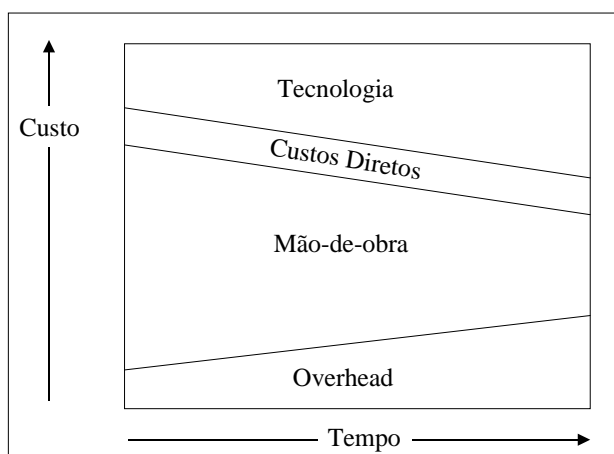 Tecnologia
Custo
Custos Diretos
Mão-de-obra
Overhead
Tempo